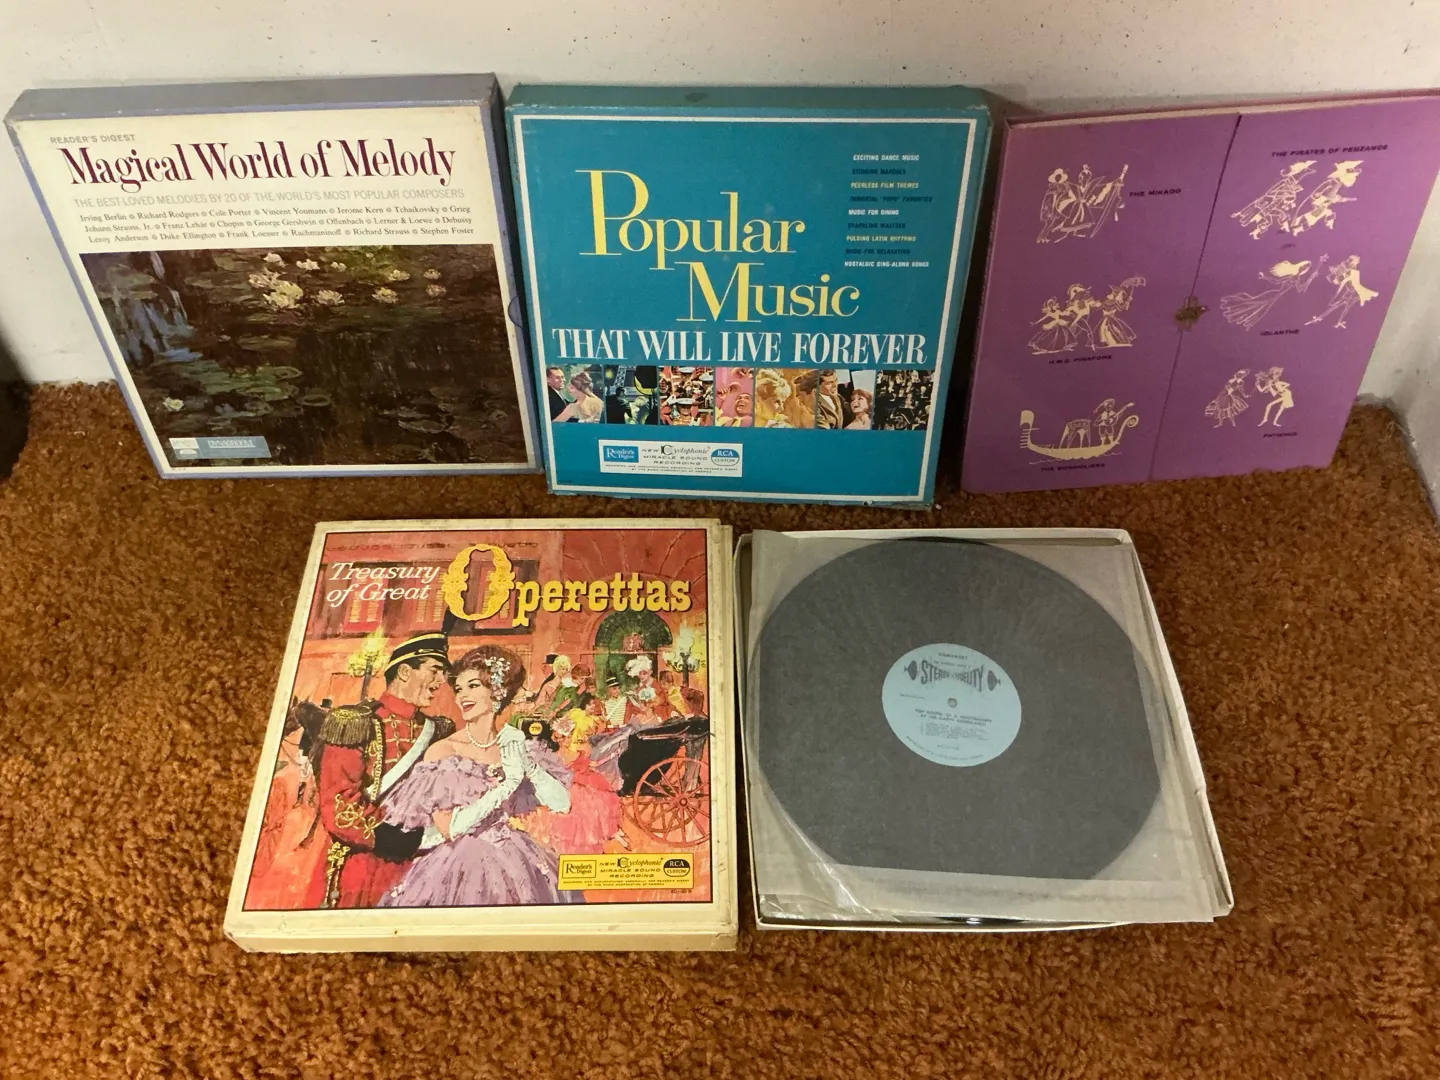 READER'S DIGEST
Magical World of Melody
THE BEST-LOVED MELODIES BY 20 OF THE WORLD'S MOST POPULAR COMPOSERS
Irving Berlin Richard Rodgers Cole Porter Vincent Youmans Jerome Kern Tchaikovsky Grieg
Johann Strauss, Jr. Franz Lehár Chopin George Gershwin Offenbach Lerner & Loewe Debussy
Leroy Anderson Duke Ellington Frank Loesser Rachmaninoff Richard Strauss Stephen Foster
EXCITING DANCE MUSIC
STIRRING MARCHES
PEERLESS FILM THEMES
IMMORTAL "POPS" FAVORITES
MUSIC FOR DINING
SPARKLING WALTZES
PULSING LATIN RHYTHMS
MUSIC FOR RELAXATION
NOSTALGIC SING-ALONG SONGS
Popular
Music
THAT WILL LIVE FOREVER
Reader's
Digest
NEW Cyclophonic
MIRACLE SOUND
RECORDING
RCA
CUSTOM
THE MIKADO
THE PIRATES OF PENZANCE
H.M.S. PINAFORE
IOLANTHE
THE GONDOLIERS
PATIENCE
Treasury
of Great
Operettas
Reader's
Digest
NEW Cyclophonic
MIRACLE SOUND
RECORDING
RCA
CUSTOM
SOMERSET
STEREO FIDELITY